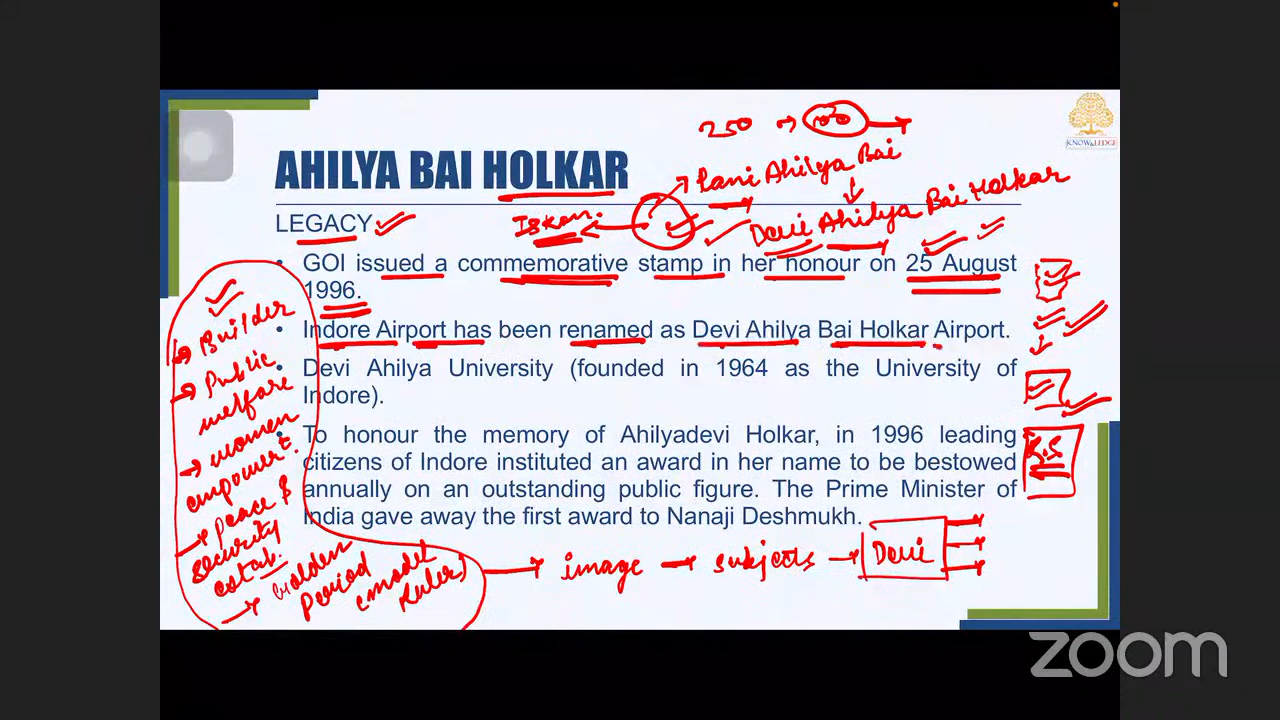 250
KNOWLEDGE
AHILYA BAI HOLKAR
Rani Ahilya Bai
Devi Ahilya Bai Holkar
LEGACY
• GOI issued a commemorative stamp in her honour on 25 August
1996.
• Indore Airport has been renamed as Devi Ahilya Bai Holkar Airport.
• Devi Ahilya University (founded in 1964 as the University of
Indore).
• To honour the memory of Ahilyadevi Holkar, in 1996 leading
citizens of Indore instituted an award in her name to be bestowed
annually on an outstanding public figure. The Prime Minister of
India gave away the first award to Nanaji Deshmukh.
→ Builder
→ Public
welfare
→ women
empower
→ peace &
security
estab.
→ Golden
period
(model
Ruler)
→ image → subjects → Devi
zoom